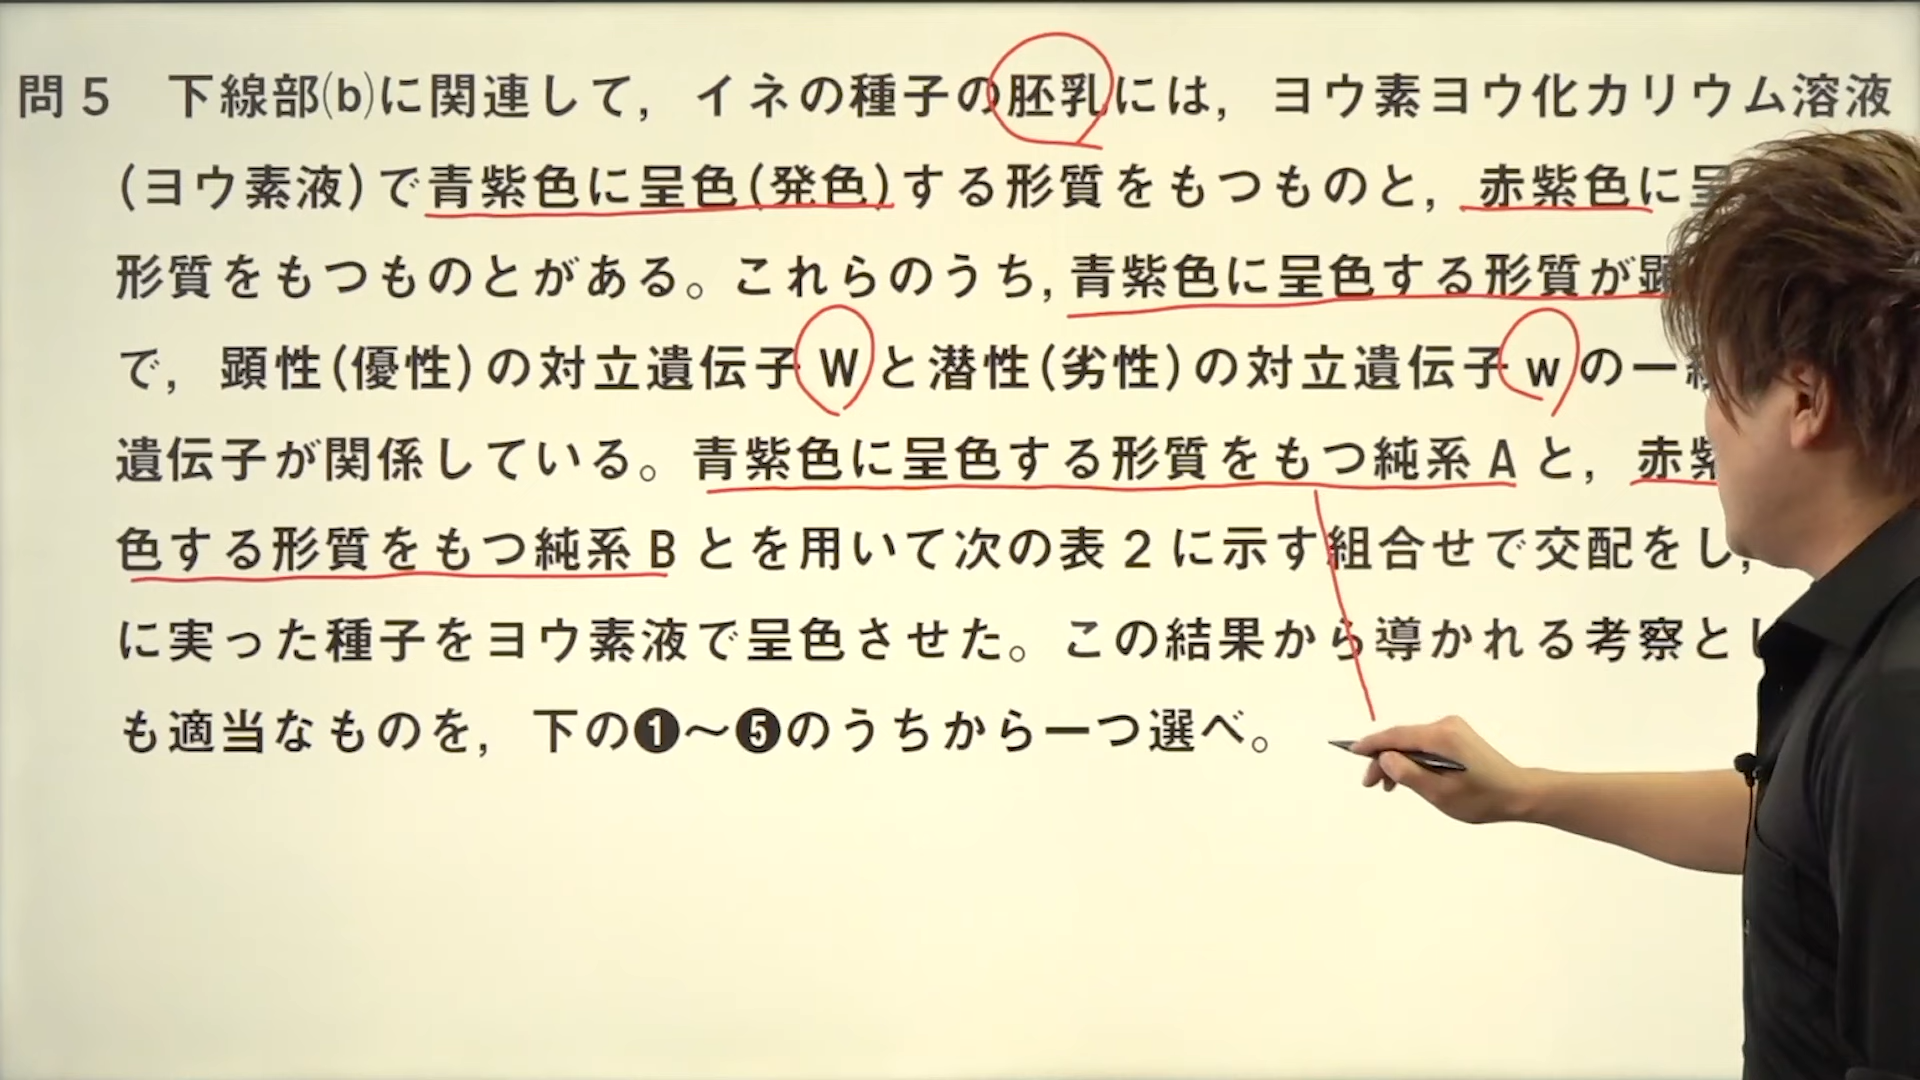 問5 下線部(b)に関連して，イネの種子の胚乳には，ヨウ素ヨウ化カリウム溶液
(ヨウ素液)で青紫色に呈色(発色)する形質をもつものと，赤紫色に呈
形質をもつものとがある。これらのうち，青紫色に呈色する形質が顕
で，顕性(優性)の対立遺伝子Wと潜性(劣性)の対立遺伝子wの一
遺伝子が関係している。青紫色に呈色する形質をもつ純系Aと，赤紫
色する形質をもつ純系Bとを用いて次の表2に示す組合せで交配をし，
に実った種子をヨウ素液で呈色させた。この結果から導かれる考察とし
も適当なものを，下の❶～❺のうちから一つ選べ。